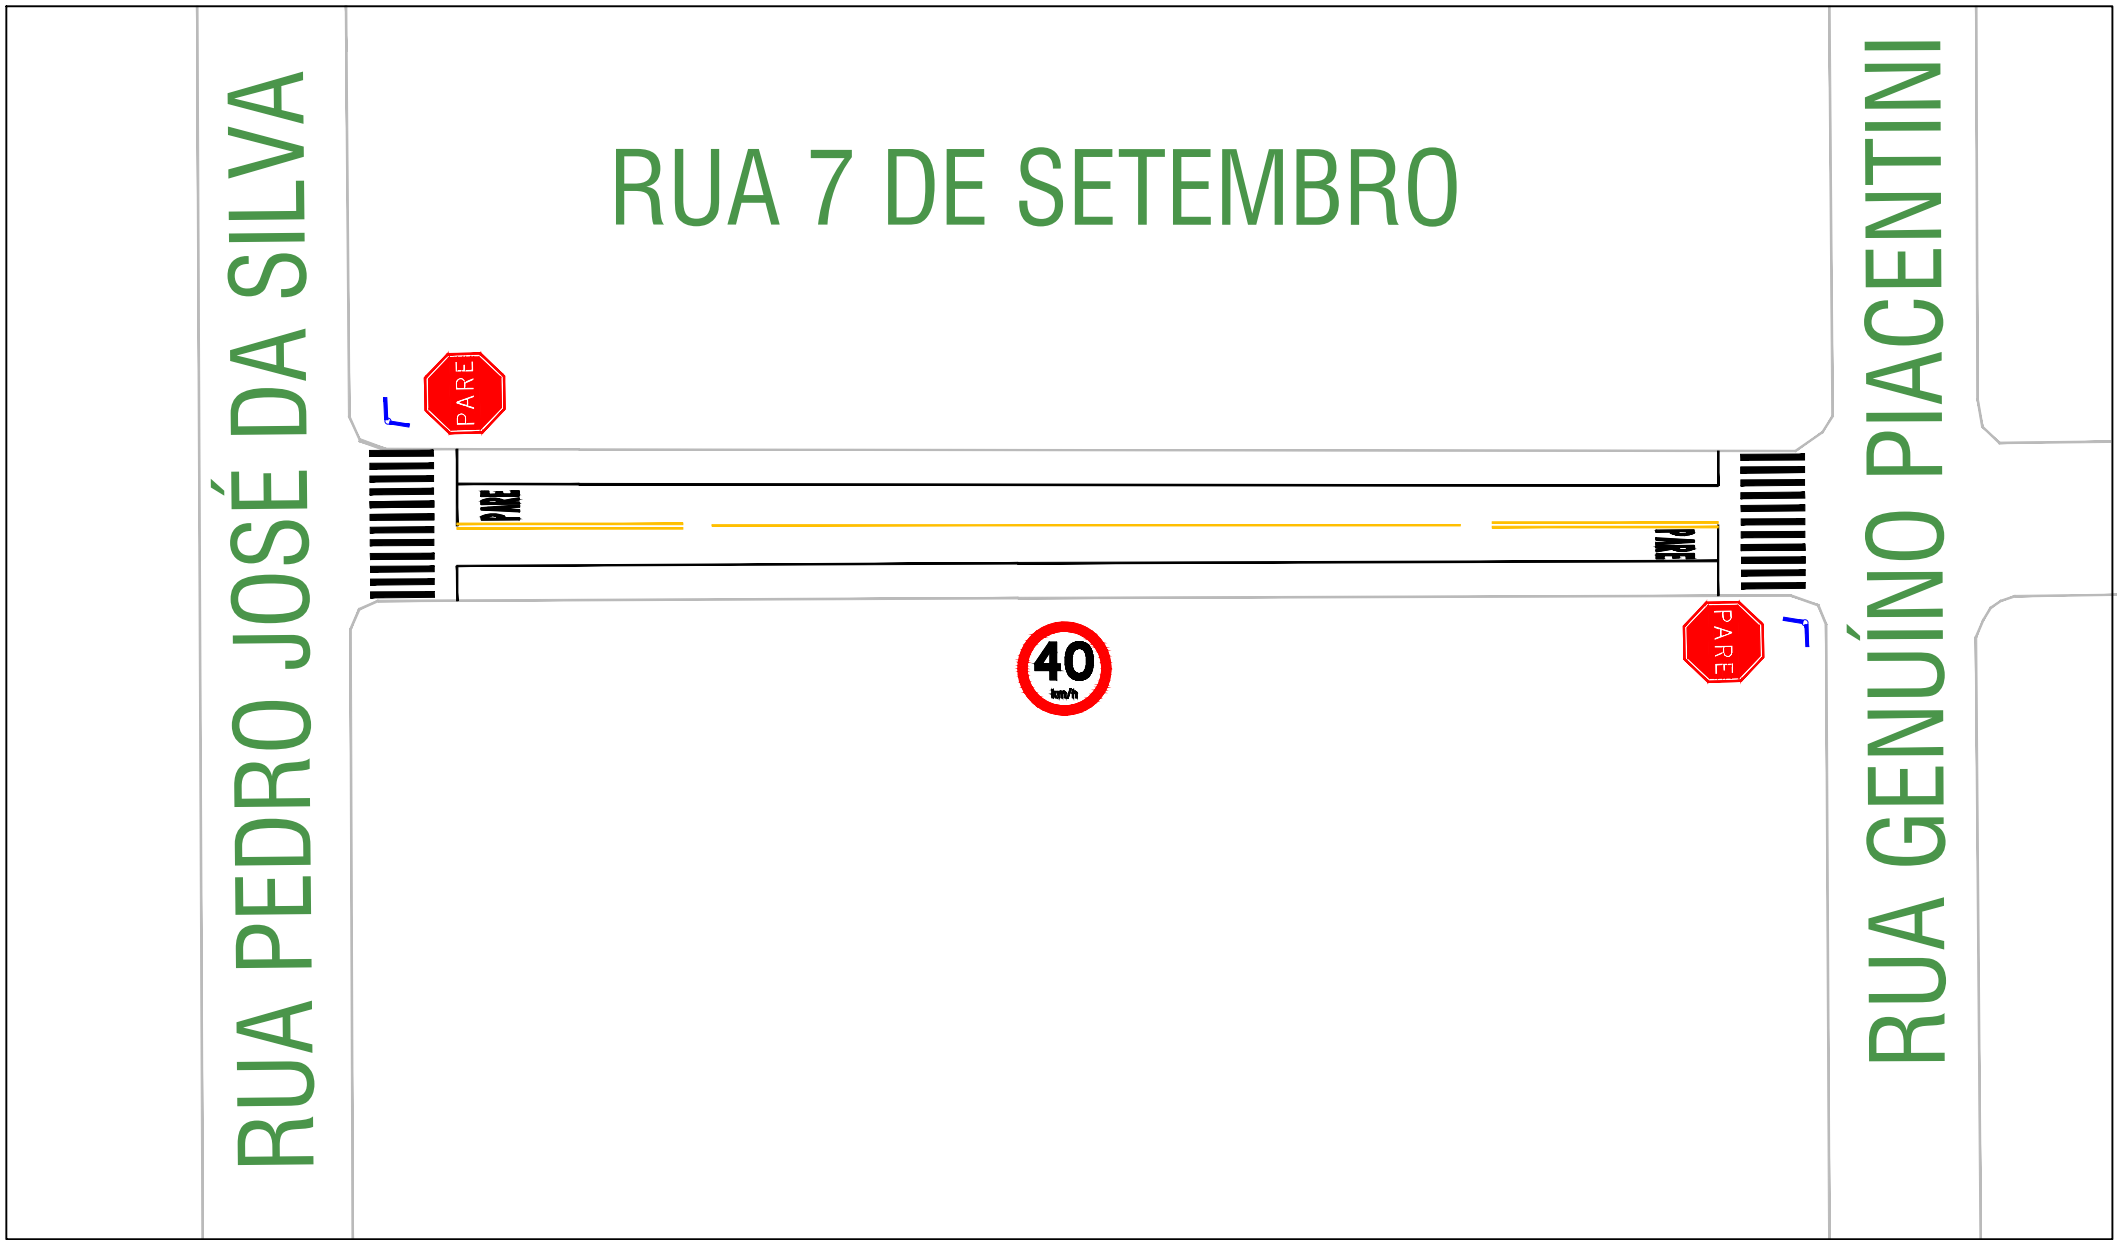 RUA 7 DE SETEMBRO
RUA PEDRO JOSÉ DA SILVA
RUA GENUÍNO PIACENTINI
PARE
PARE
PARE
PARE
40
km/h